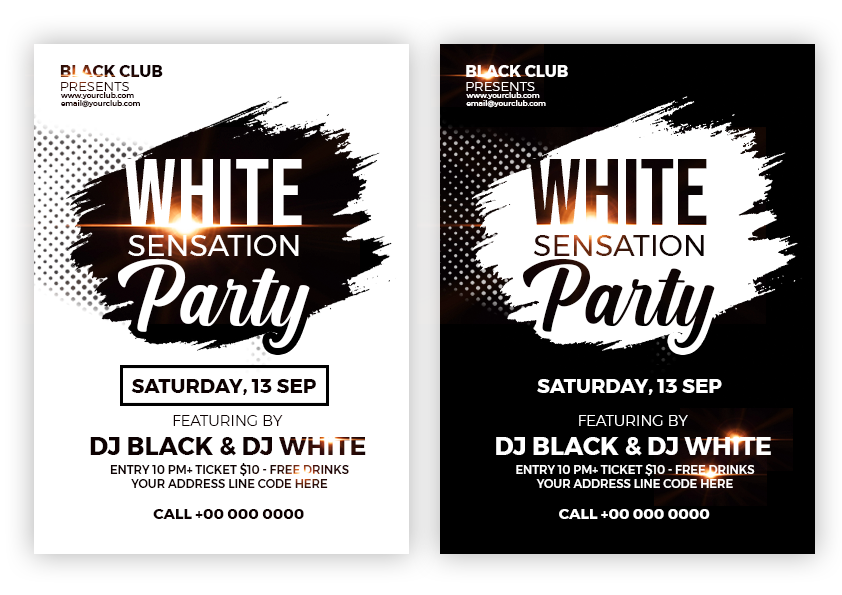 BLACK CLUB
PRESENTS
www.yourclub.com
email@yourclub.com
WHITE
SENSATION
Party
SATURDAY, 13 SEP
FEATURING BY
DJ BLACK & DJ WHITE
ENTRY 10 PM+ TICKET $10 - FREE DRINKS
YOUR ADDRESS LINE CODE HERE
CALL +00 000 0000
BLACK CLUB
PRESENTS
www.yourclub.com
email@yourclub.com
WHITE
SENSATION
Party
SATURDAY, 13 SEP
FEATURING BY
DJ BLACK & DJ WHITE
ENTRY 10 PM+ TICKET $10 - FREE DRINKS
YOUR ADDRESS LINE CODE HERE
CALL +00 000 0000